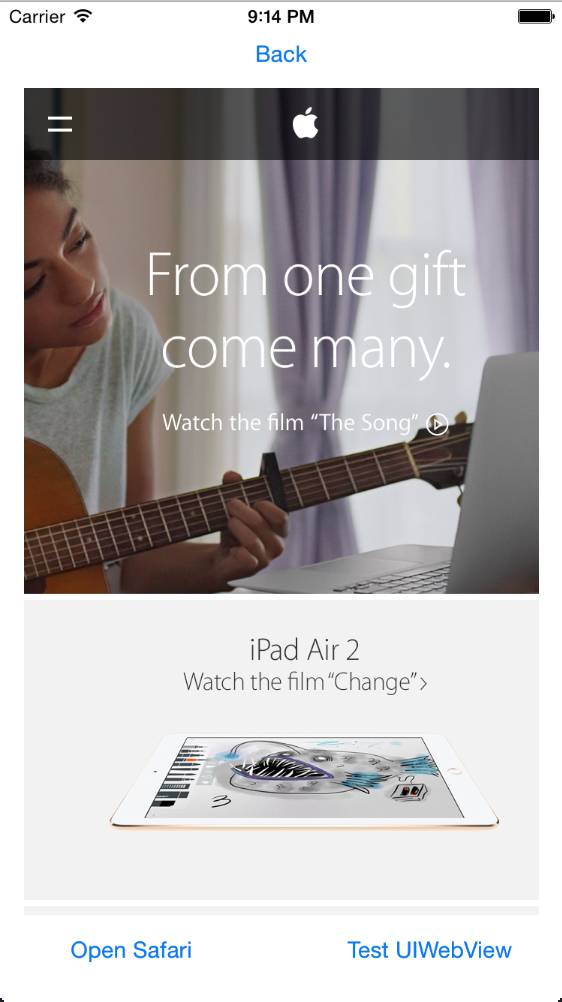 Carrier 9:14 PM
Back
From one gift
come many.
Watch the film “The Song”
iPad Air 2
Watch the film “Change” >
3
Open Safari Test UIWebView